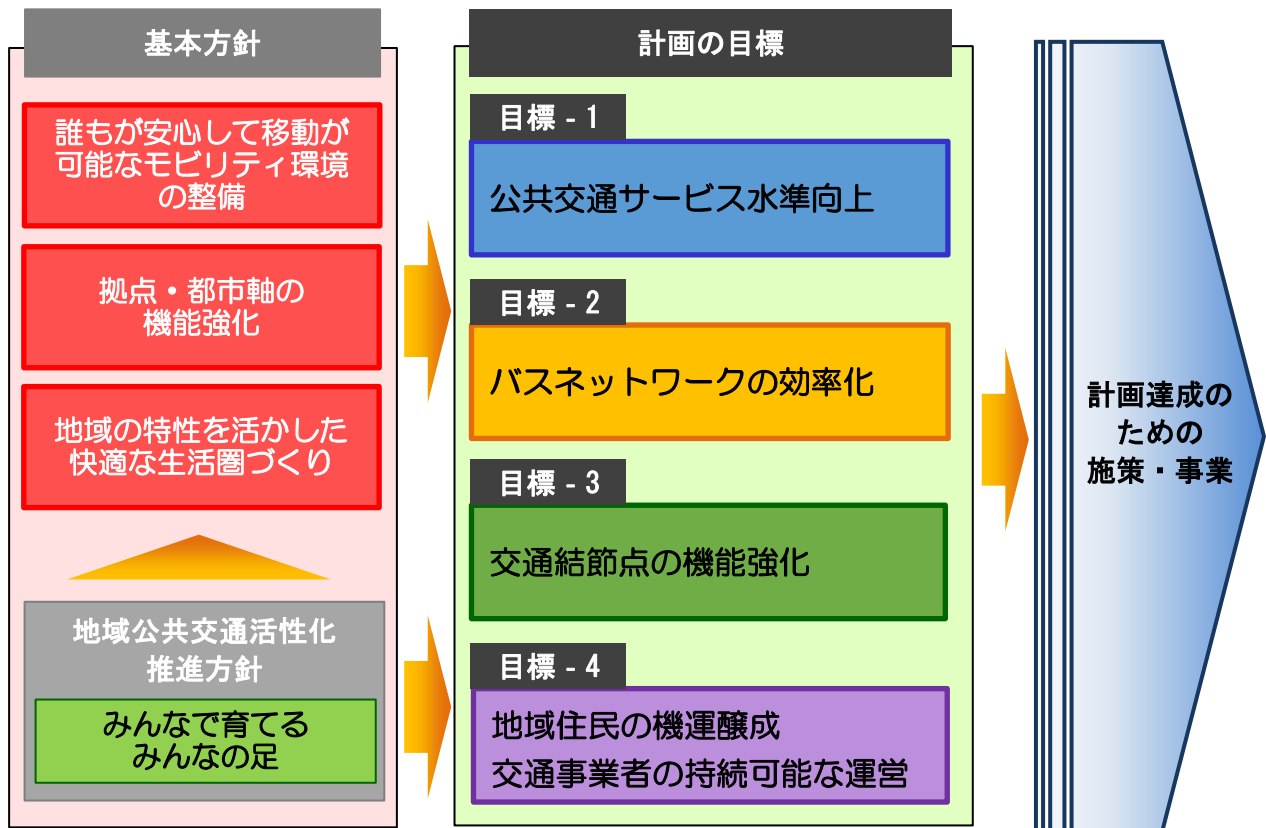 基本方針
誰もが安心して移動が
可能なモビリティ環境
の整備
拠点・都市軸の
機能強化
地域の特性を活かした
快適な生活圏づくり
地域公共交通活性化
推進方針
みんなで育てる
みんなの足
計画の目標
目標 - 1
公共交通サービス水準向上
目標 - 2
バスネットワークの効率化
目標 - 3
交通結節点の機能強化
目標 - 4
地域住民の機運醸成
交通事業者の持続可能な運営
計画達成の
ための
施策・事業